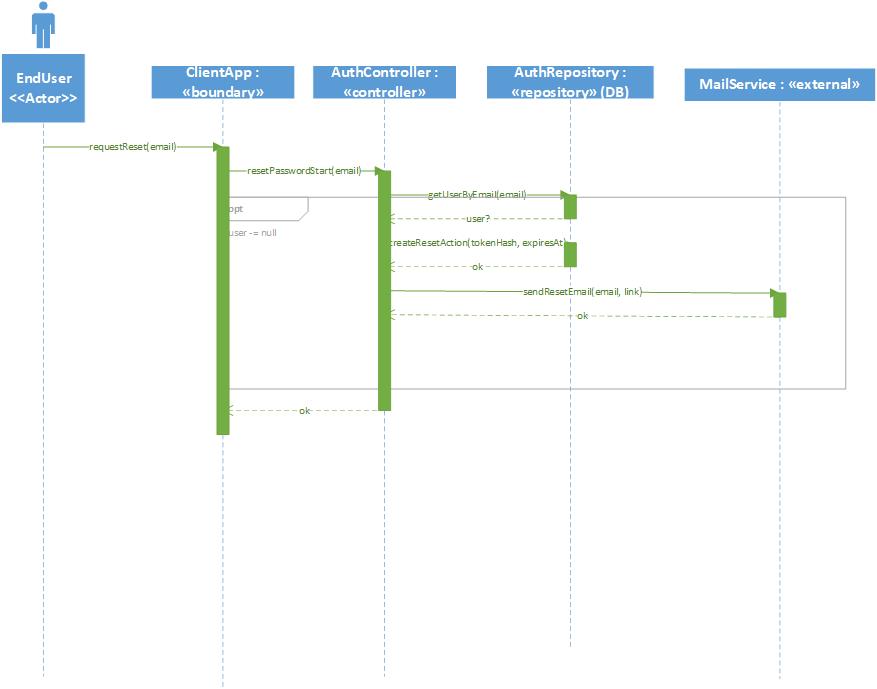 EndUser
<<Actor>>
ClientApp :
«boundary»
AuthController :
«controller»
AuthRepository :
«repository» (DB)
MailService : «external»
requestReset(email)
resetPasswordStart(email)
getUserByEmail(email)
opt
user?
user -= null
createResetAction(tokenHash, expiresAt)
ok
sendResetEmail(email, link)
ok
ok